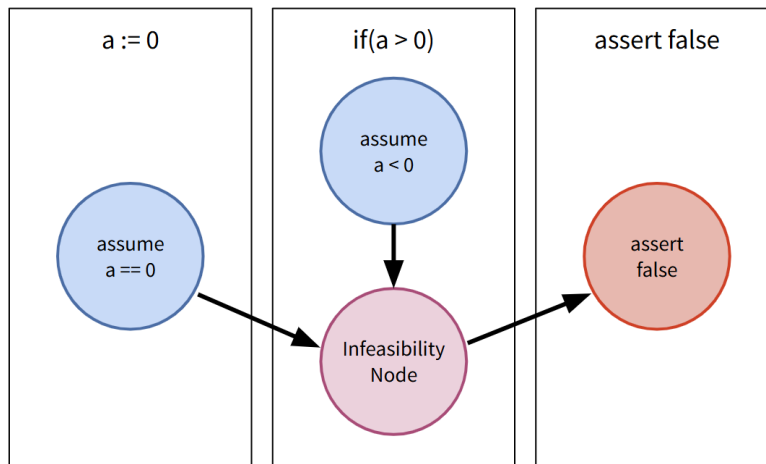 a := 0
if(a > 0)
assert false
assume
a == 0
assume
a < 0
Infeasibility
Node
assert
false